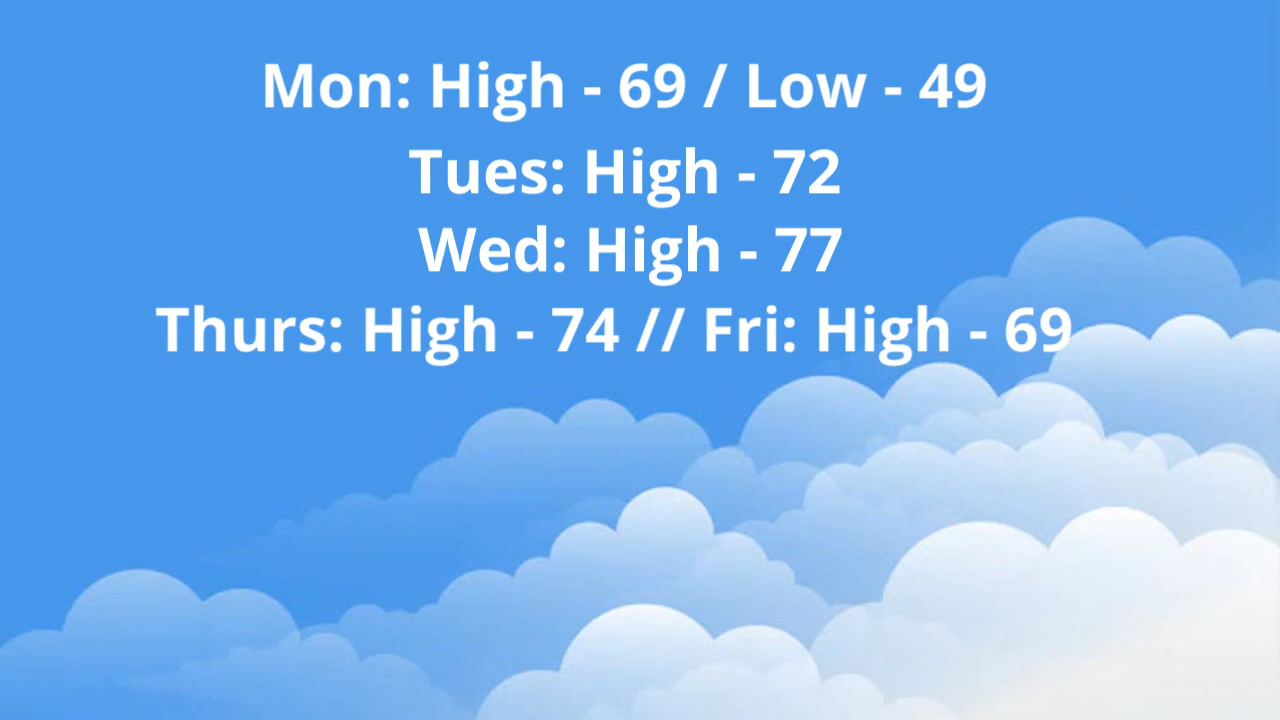 Mon: High - 69 / Low - 49
Tues: High - 72
Wed: High - 77
Thurs: High - 74 // Fri: High - 69